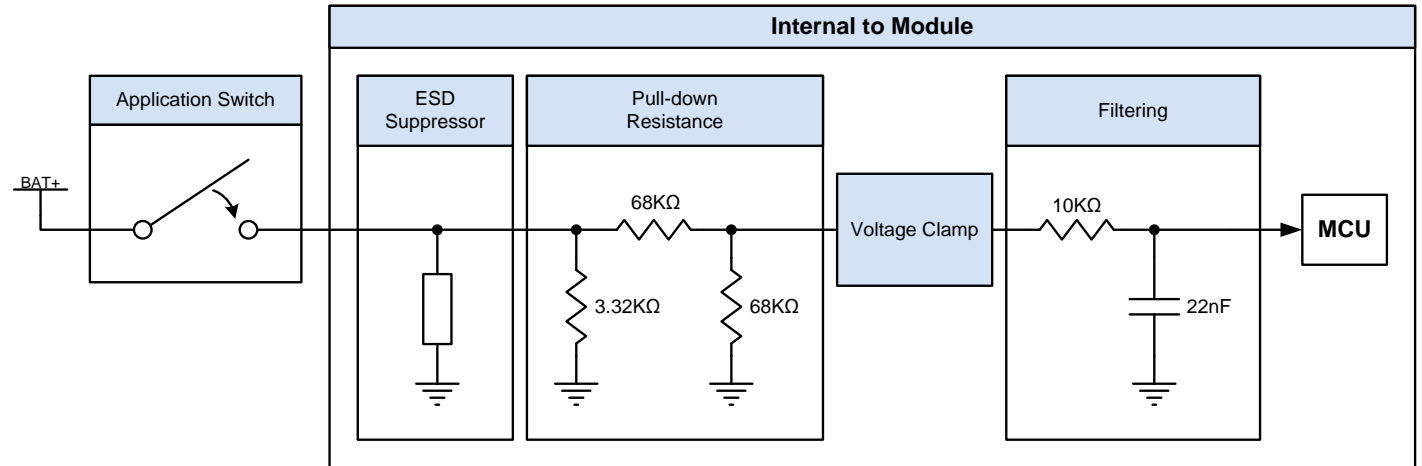 Internal to Module
Application Switch
ESD
Suppressor
Pull-down
Resistance
Filtering
BAT+
68KΩ
Voltage Clamp
10KΩ
MCU
3.32KΩ
68KΩ
22nF